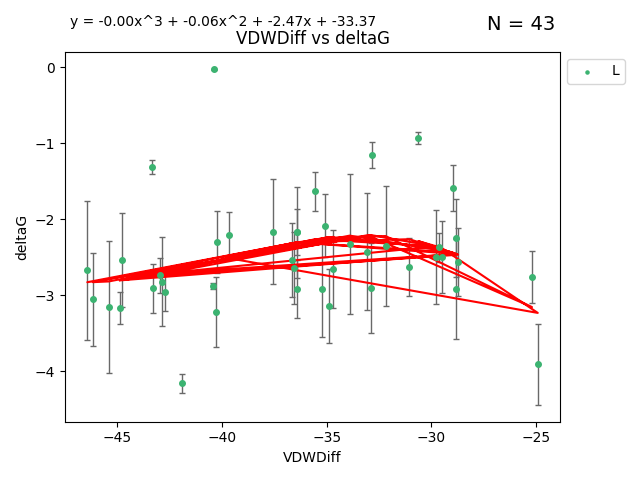 y = -0.00x^3 + -0.06x^2 + -2.47x + -33.37
N = 43
VDWDiff vs deltaG
L
0
−1
−2
−3
−4
deltaG
−45
−40
−35
−30
−25
VDWDiff